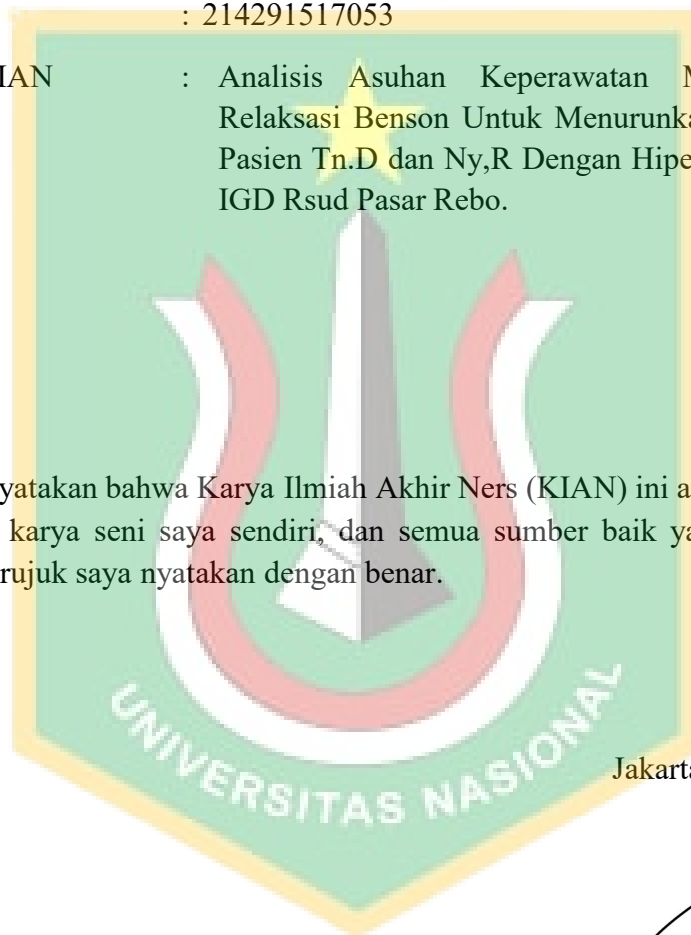 : 214291517053
IAN : Analisis Asuhan Keperawatan M
Relaksasi Benson Untuk Menurunka
Pasien Tn.D dan Ny,R Dengan Hipe
IGD Rsud Pasar Rebo.
yatakan bahwa Karya Ilmiah Akhir Ners (KIAN) ini a
karya seni saya sendiri, dan semua sumber baik ya
rujuk saya nyatakan dengan benar.
Jakarta
UNIVERSITAS NASIONAL